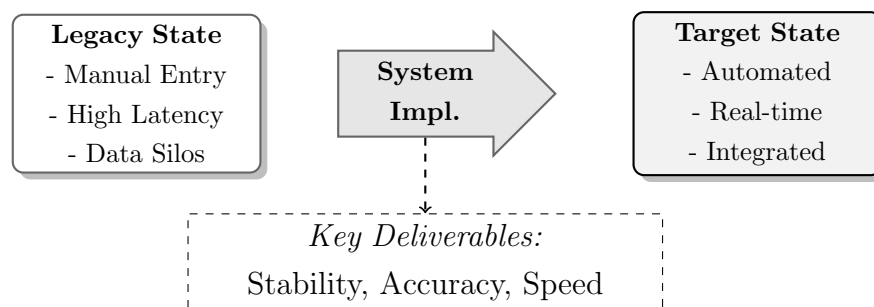 Legacy State
- Manual Entry
- High Latency
- Data Silos
System
Impl.
Target State
- Automated
- Real-time
- Integrated
Key Deliverables:
Stability, Accuracy, Speed